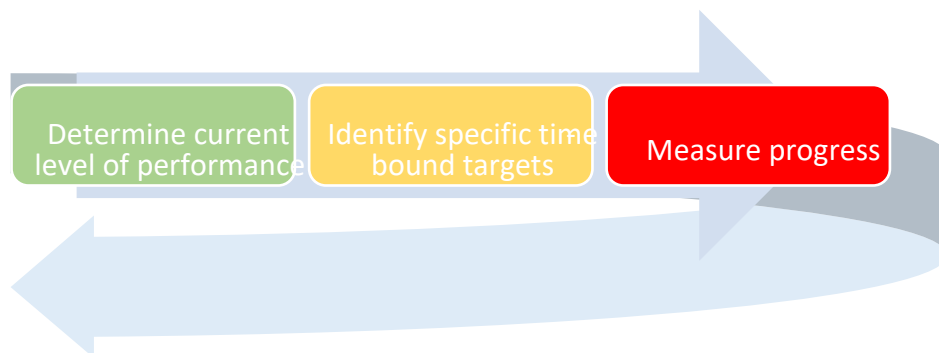 Determine current
level of performance
Identify specific time-
bound targets
Measure progress